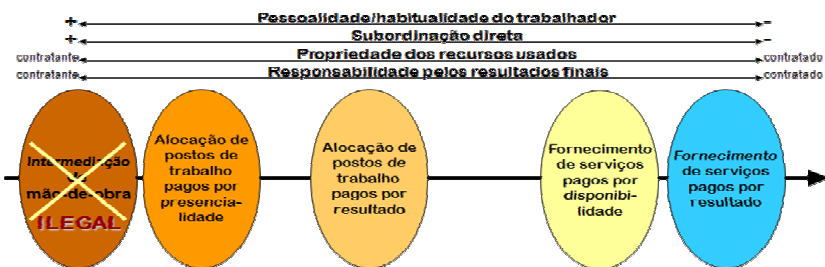 Pessoalidade/habitualidade do trabalhador
+ -
Subordinação direta
+ -
Propriedade dos recursos usados
contratante contratado
Responsabilidade pelos resultados finais
contratante contratado
Intermediação
de
mão-de-obra
ILEGAL
Alocação de
postos de
trabalho
pagos por
presencia-
lidade
Alocação de
postos de
trabalho
pagos por
resultado
Fornecimento
de serviços
pagos por
disponibi-
lidade
Fornecimento
de serviços
pagos por
resultado